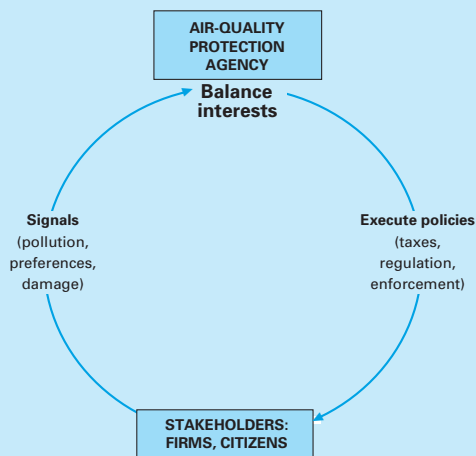 AIR-QUALITY
PROTECTION
AGENCY
Balance
interests
Signals
(pollution,
preferences,
damage)
Execute policies
(taxes,
regulation,
enforcement)
STAKEHOLDERS:
FIRMS, CITIZENS